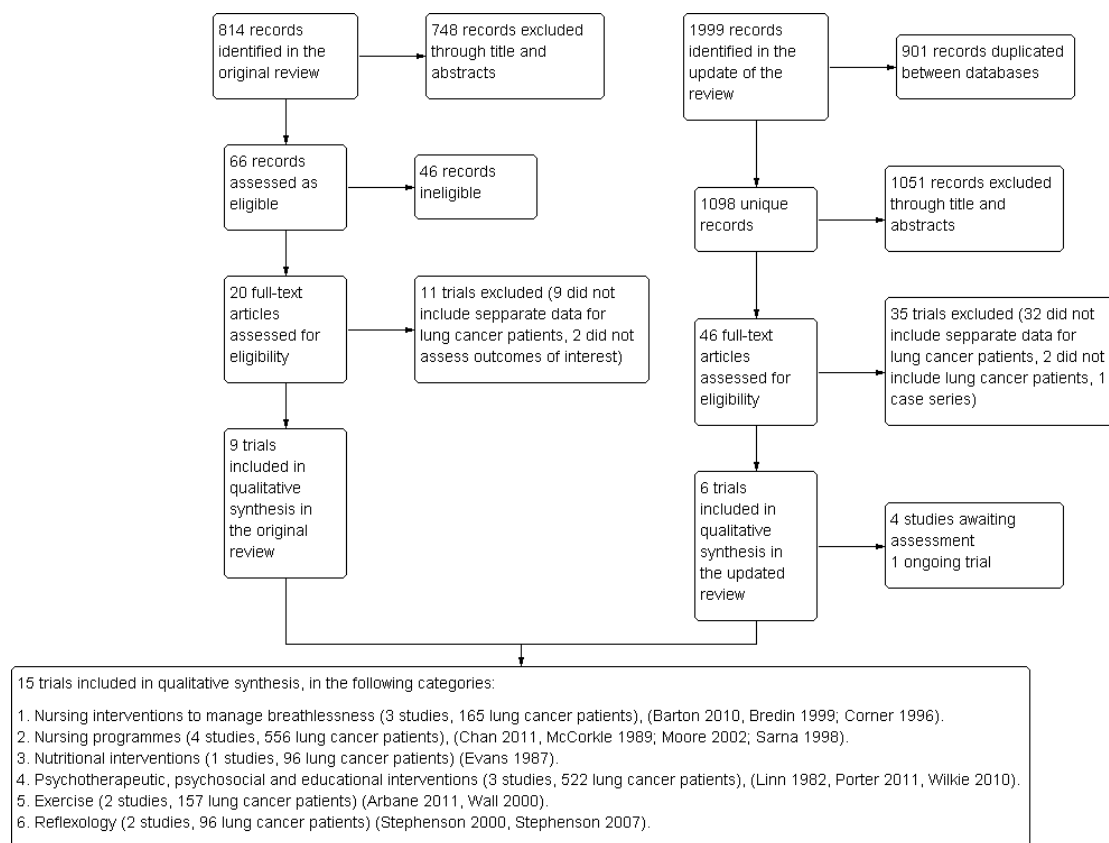 814 records
identified in the
original review
748 records excluded
through title and
abstracts
1999 records
identified in the
update of the
review
901 records duplicated
between databases
66 records
assessed as
eligible
46 records
ineligible
1098 unique
records
1051 records excluded
through title and
abstracts
20 full-text
articles
assessed for
eligibility
11 trials excluded (9 did not
include sepparate data for
lung cancer patients, 2 did not
assess outcomes of interest)
46 full-text
articles
assessed for
eligibility
35 trials excluded (32 did not
include sepparate data for
lung cancer patients, 2 did not
include lung cancer patients, 1
case series)
9 trials
included in
qualitative
synthesis in
the original
review
6 trials
included in
qualitative
synthesis in
the updated
review
4 studies awaiting
assessment
1 ongoing trial
15 trials included in qualitative synthesis, in the following categories:
1. Nursing interventions to manage breathlessness (3 studies, 165 lung cancer patients), (Barton 2010, Bredin 1999; Corner 1996).
2. Nursing programmes (4 studies, 556 lung cancer patients), (Chan 2011, McCorkle 1989; Moore 2002; Sarna 1998).
3. Nutritional interventions (1 studies, 96 lung cancer patients) (Evans 1987).
4. Psychotherapeutic, psychosocial and educational interventions (3 studies, 522 lung cancer patients), (Linn 1982, Porter 2011, Wilkie 2010).
5. Exercise (2 studies, 157 lung cancer patients) (Arbane 2011, Wall 2000).
6. Reflexology (2 studies, 96 lung cancer patients) (Stephenson 2000, Stephenson 2007).